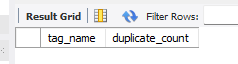 Result Grid Filter Rows:
tag_name duplicate_count